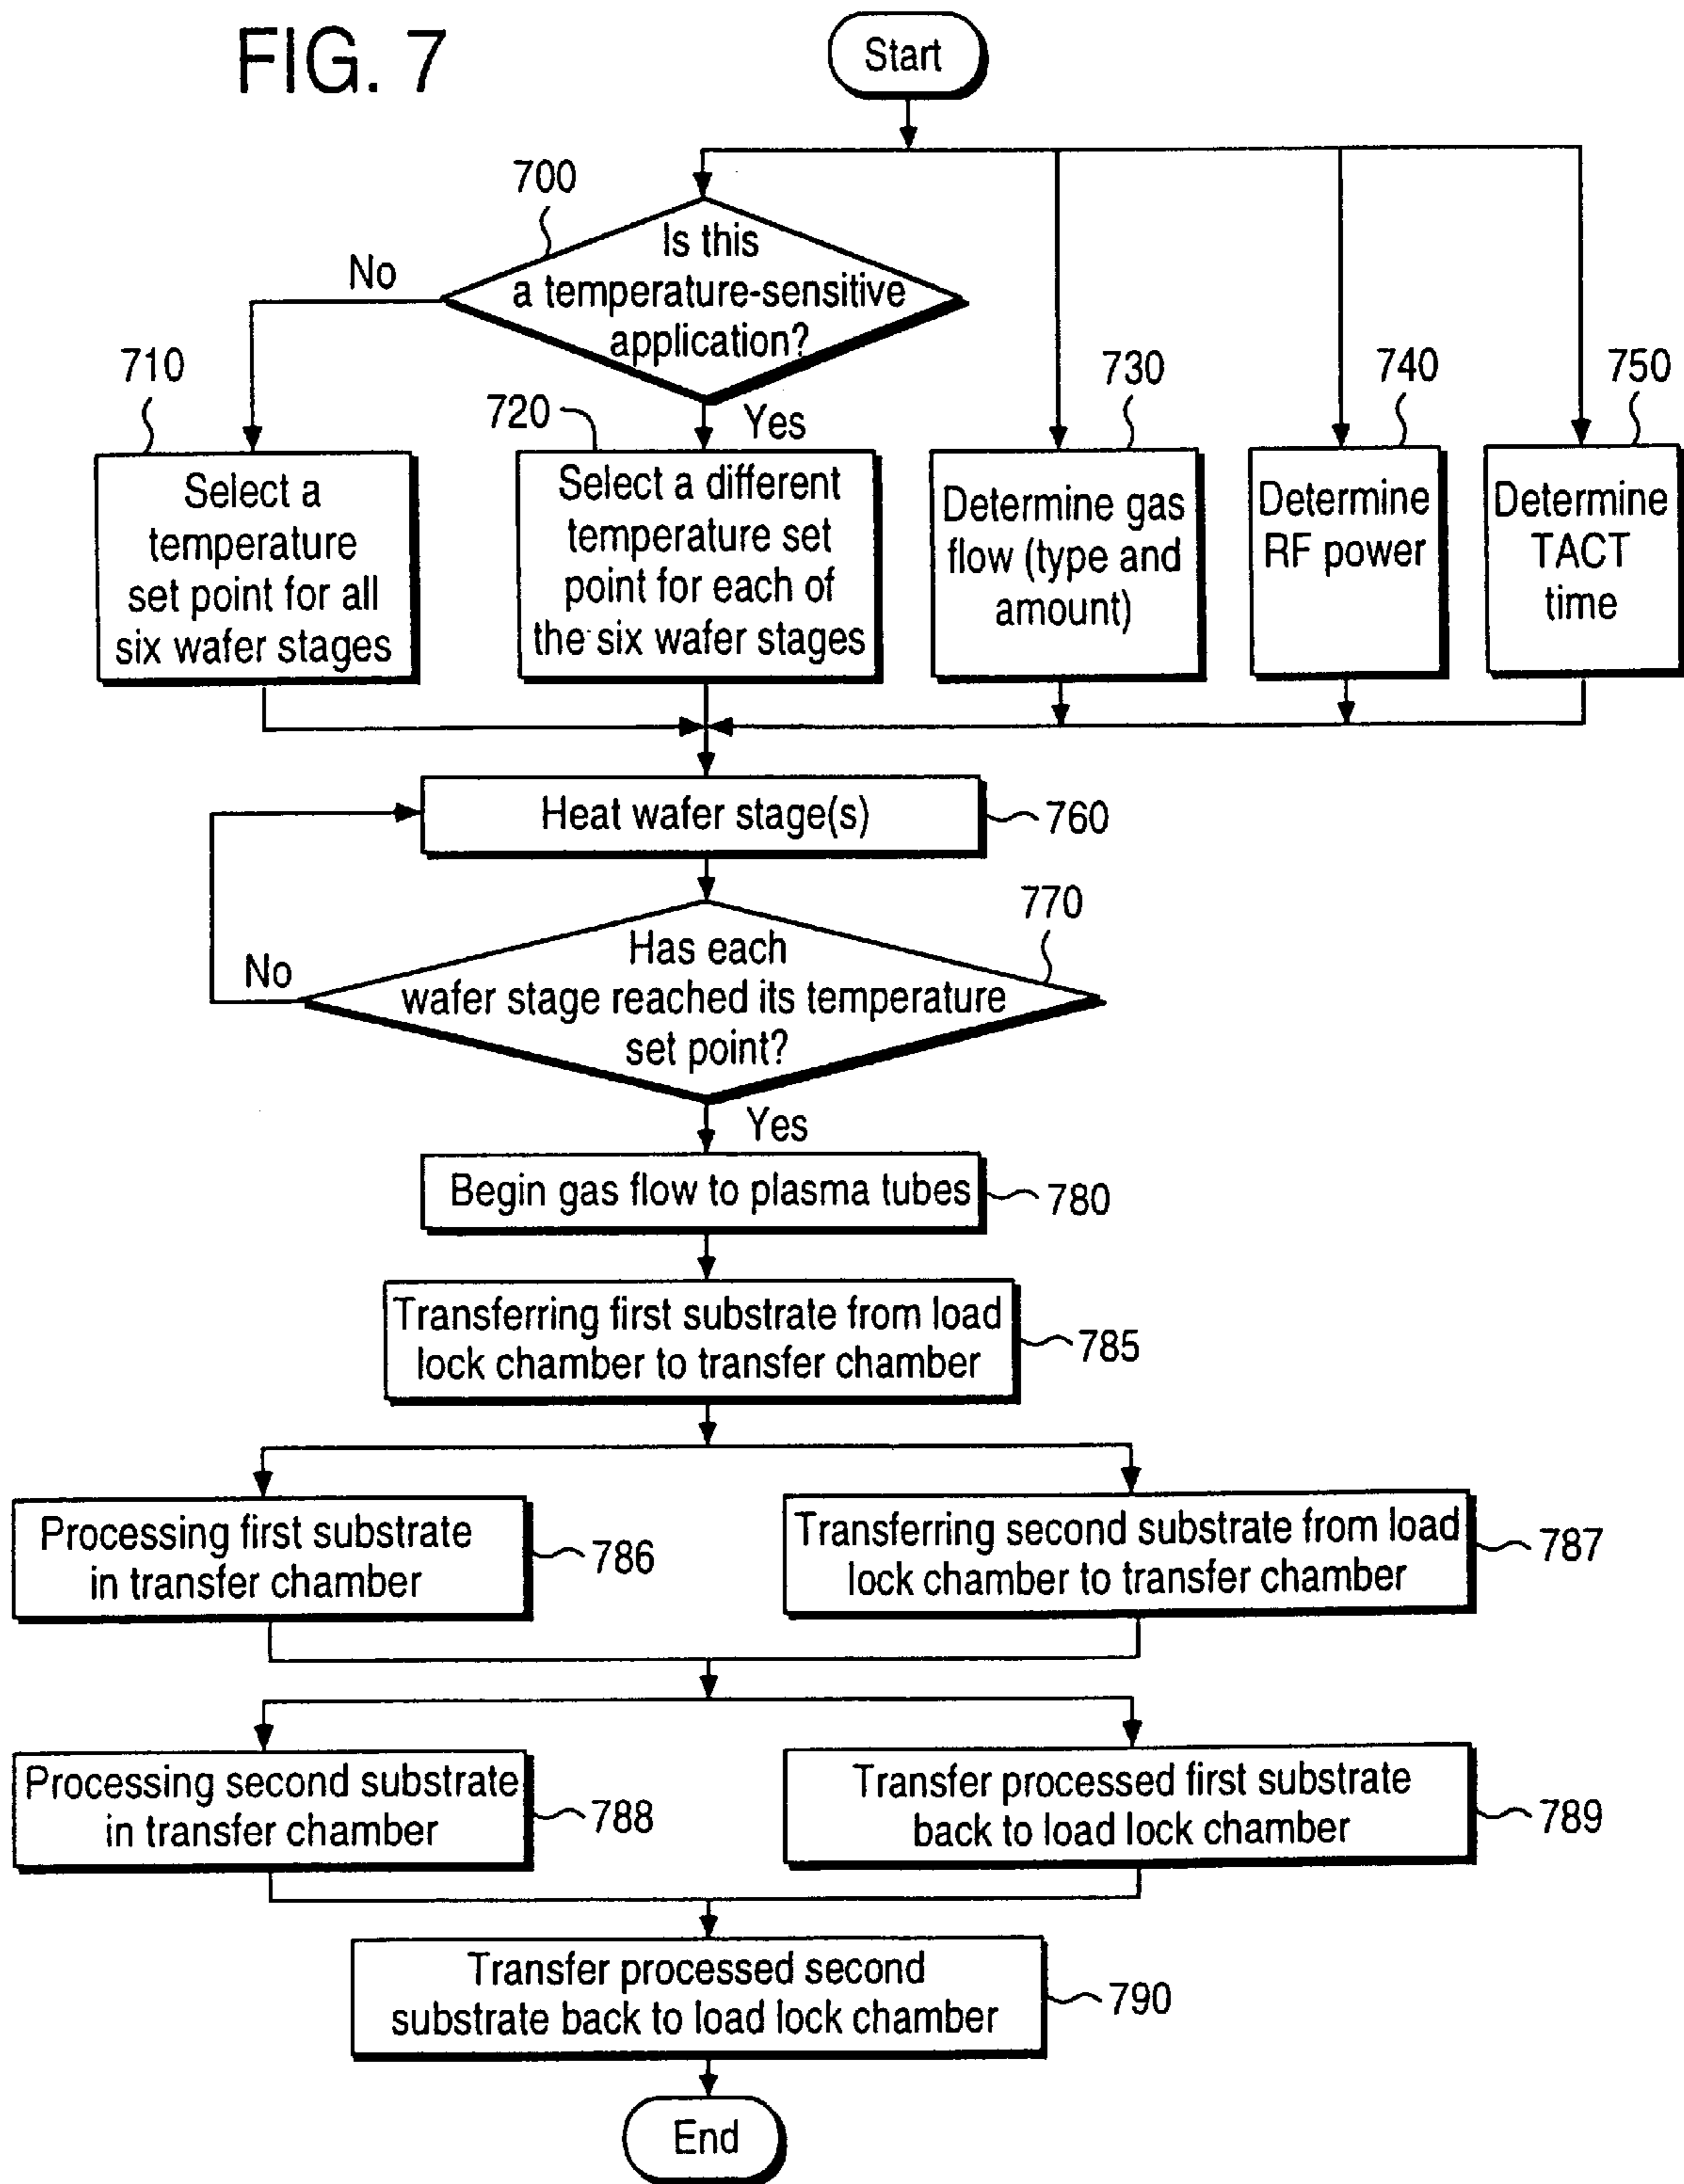 FIG. 7
Start
700
Is this
a temperature-sensitive
application?
No
Yes
710
Select a
temperature
set point for all
six wafer stages
720
Select a different
temperature set
point for each of
the six wafer stages
730
Determine gas
flow (type and
amount)
740
Determine
RF power
750
Determine
TACT
time
Heat wafer stage(s)
760
770
Has each
wafer stage reached its temperature
set point?
No
Yes
Begin gas flow to plasma tubes
780
Transferring first substrate from load
lock chamber to transfer chamber
785
Processing first substrate
in transfer chamber
786
Transferring second substrate from load
lock chamber to transfer chamber
787
Processing second substrate
in transfer chamber
788
Transfer processed first substrate
back to load lock chamber
789
Transfer processed second
substrate back to load lock chamber
790
End